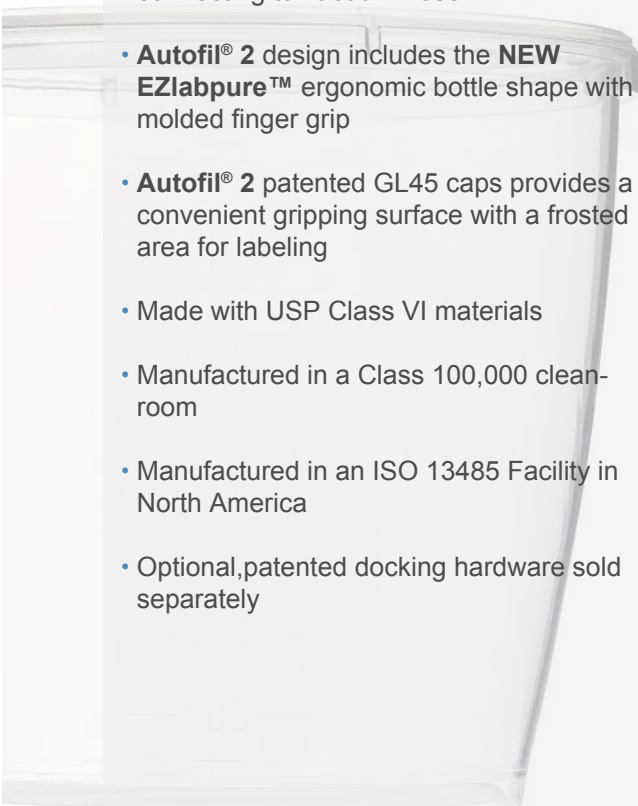 • Autofil® 2 design includes the NEW
EZlabpure™ ergonomic bottle shape with
molded finger grip
• Autofil® 2 patented GL45 caps provides a
convenient gripping surface with a frosted
area for labeling
• Made with USP Class VI materials
• Manufactured in a Class 100,000 clean-
room
• Manufactured in an ISO 13485 Facility in
North America
• Optional,patented docking hardware sold
separately